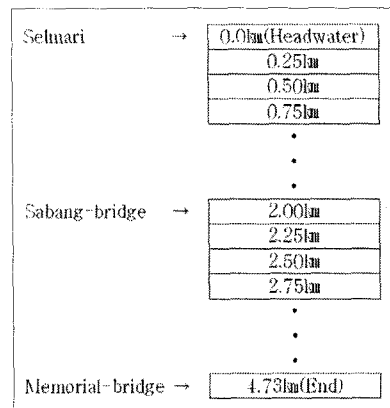 Selmari → 0.0㎞(Headwater)
0.25㎞
0.50㎞
0.75㎞
Sabang-bridge → 2.00㎞
2.25㎞
2.50㎞
2.75㎞
Memorial-bridge → 4.73㎞(End)